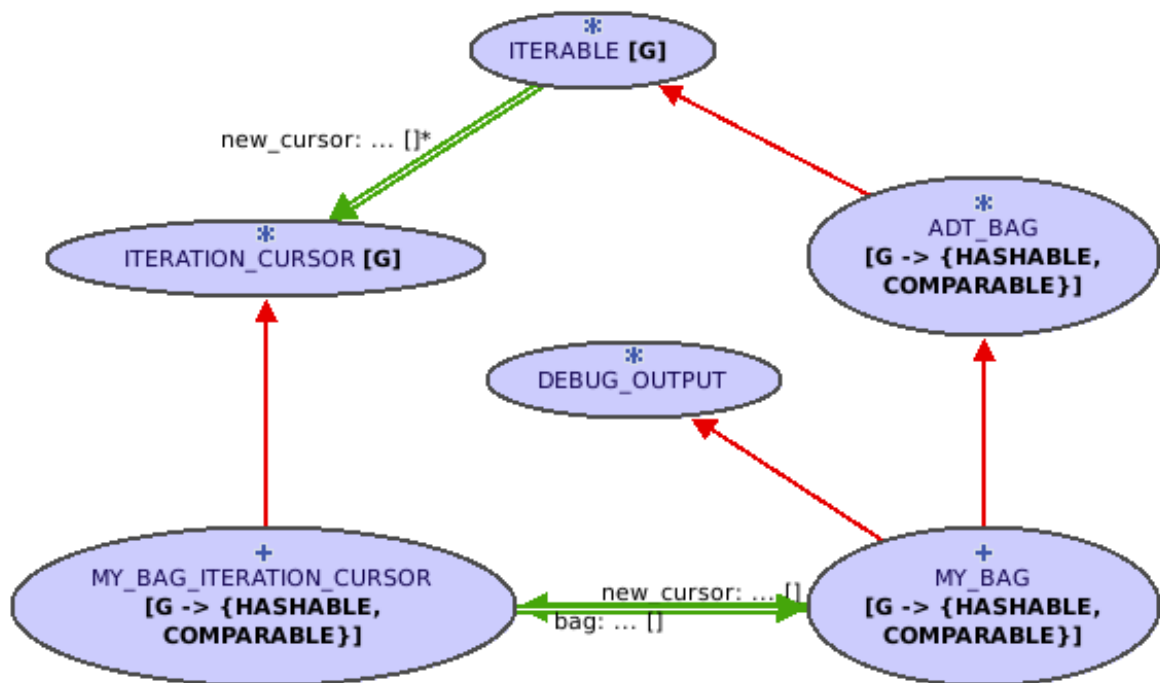 *
ITERABLE [G]
new_cursor: ... []*
*
ITERATION_CURSOR [G]
*
ADT_BAG
[G -> {HASHABLE,
COMPARABLE}]
*
DEBUG_OUTPUT
+
MY_BAG_ITERATION_CURSOR
[G -> {HASHABLE,
COMPARABLE}]
new_cursor: ... []
bag: ... []
+
MY_BAG
[G -> {HASHABLE,
COMPARABLE}]